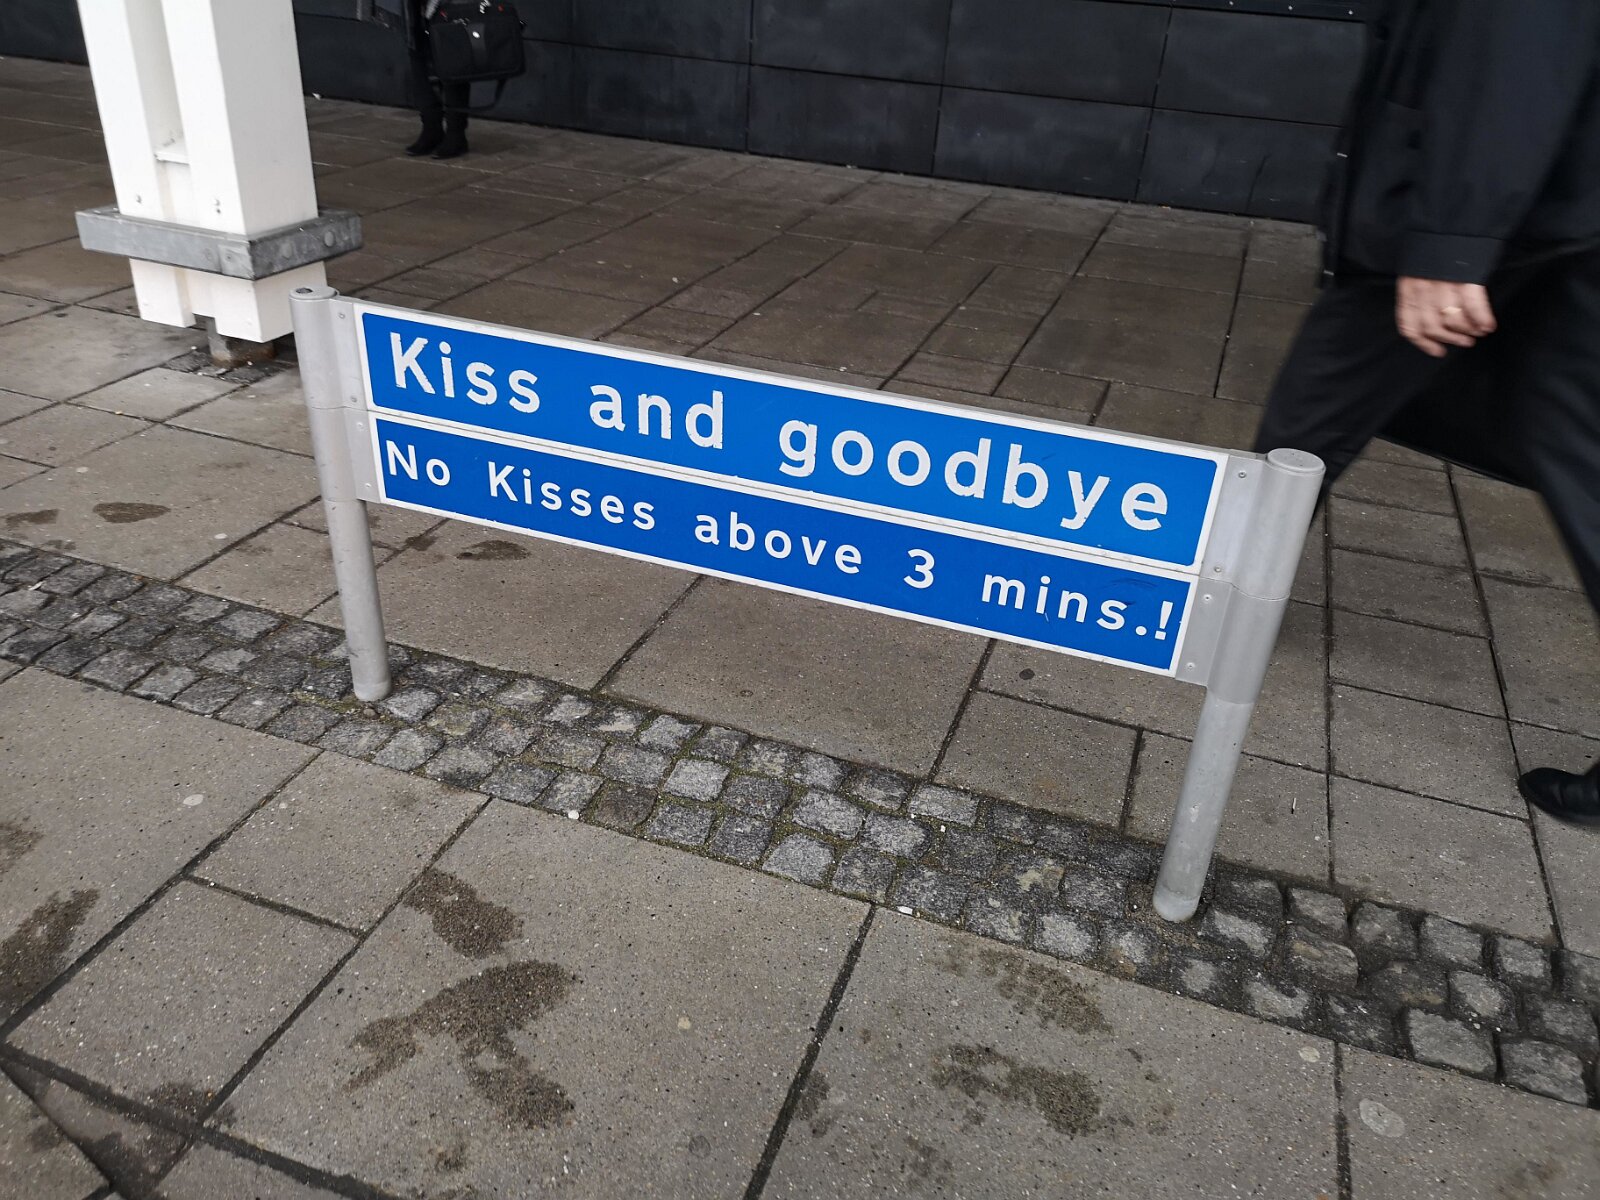 Kiss and goodbye
No Kisses above 3 mins.!